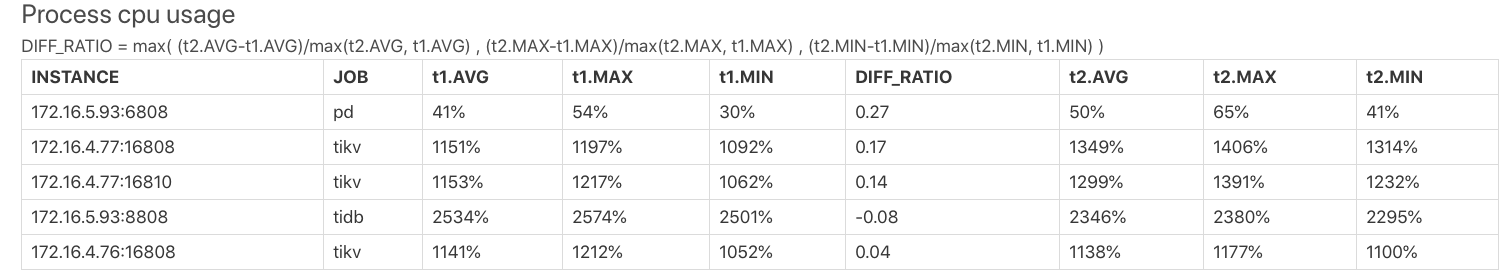 Process cpu usage
DIFF_RATIO = max( (t2.AVG-t1.AVG)/max(t2.AVG, t1.AVG) , (t2.MAX-t1.MAX)/max(t2.MAX, t1.MAX) , (t2.MIN-t1.MIN)/max(t2.MIN, t1.MIN) )
INSTANCE JOB t1.AVG t1.MAX t1.MIN DIFF_RATIO t2.AVG t2.MAX t2.MIN
172.16.5.93:6808 pd 41% 54% 30% 0.27 50% 65% 41%
172.16.4.77:16808 tikv 1151% 1197% 1092% 0.17 1349% 1406% 1314%
172.16.4.77:16810 tikv 1153% 1217% 1062% 0.14 1299% 1391% 1232%
172.16.5.93:8808 tidb 2534% 2574% 2501% -0.08 2346% 2380% 2295%
172.16.4.76:16808 tikv 1141% 1212% 1052% 0.04 1138% 1177% 1100%